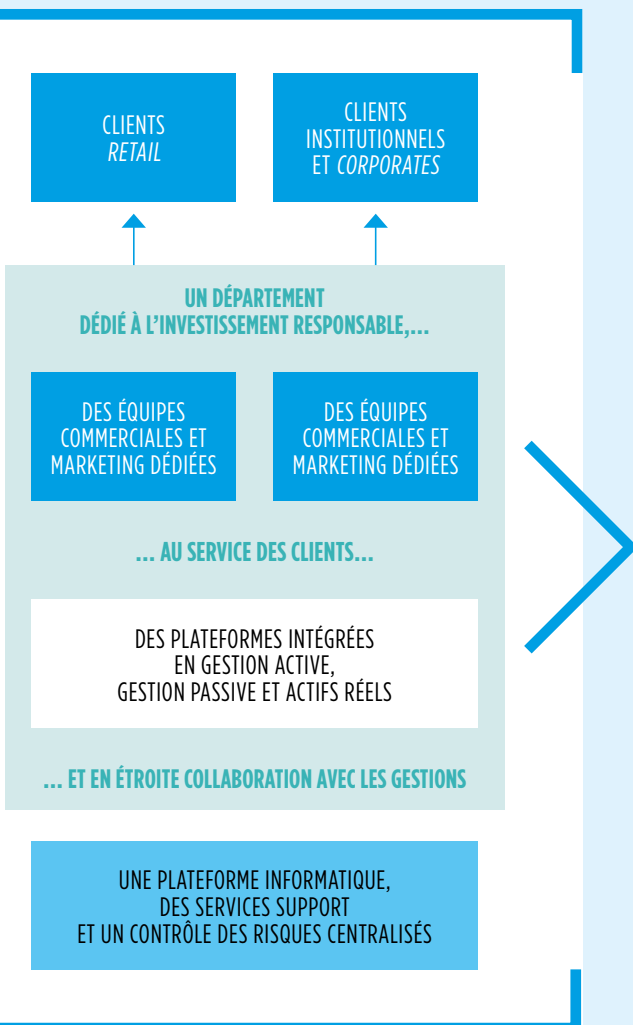 CLIENTS
RETAIL
CLIENTS
INSTITUTIONNELS
ET CORPORATES
UN DÉPARTEMENT
DÉDIÉ À L’INVESTISSEMENT RESPONSABLE,...
DES ÉQUIPES
COMMERCIALES ET
MARKETING DÉDIÉES
DES ÉQUIPES
COMMERCIALES ET
MARKETING DÉDIÉES
... AU SERVICE DES CLIENTS...
DES PLATEFORMES INTÉGRÉES
EN GESTION ACTIVE,
GESTION PASSIVE ET ACTIFS RÉELS
... ET EN ÉTROITE COLLABORATION AVEC LES GESTIONS
UNE PLATEFORME INFORMATIQUE,
DES SERVICES SUPPORT
ET UN CONTRÔLE DES RISQUES CENTRALISÉS